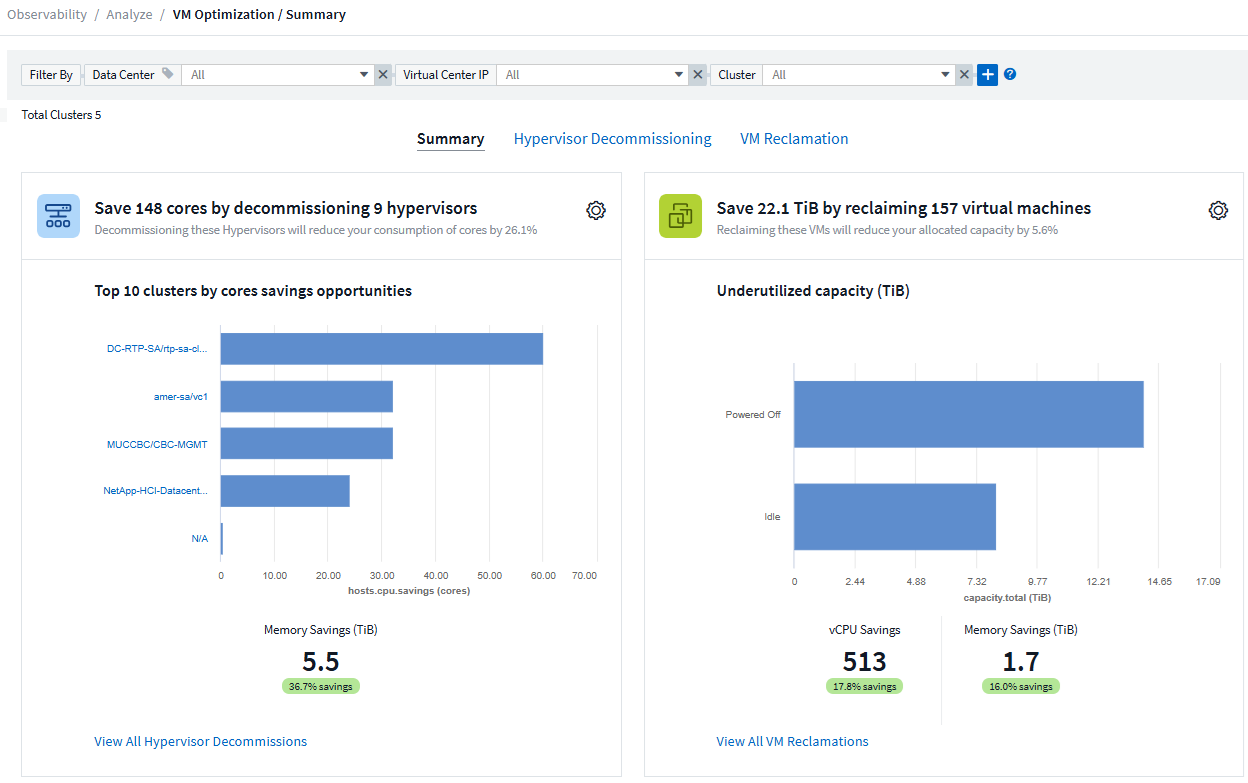 Observability / Analyze / VM Optimization / Summary
Filter By Data Center All Virtual Center IP All Cluster All
Total Clusters 5
Summary Hypervisor Decommissioning VM Reclamation
Save 148 cores by decommissioning 9 hypervisors
Decommissioning these Hypervisors will reduce your consumption of cores by 26.1%
Top 10 clusters by cores savings opportunities
DC-RTP-SA/rtp-sa-cl...
amer-sa/vc1
MUCCBC/CBC-MGMT
NetApp-HCI-Datacent...
N/A
0 10.00 20.00 30.00 40.00 50.00 60.00 70.00
hosts.cpu.savings (cores)
Memory Savings (TiB)
5.5
36.7% savings
View All Hypervisor Decommissions
Save 22.1 TiB by reclaiming 157 virtual machines
Reclaiming these VMs will reduce your allocated capacity by 5.6%
Underutilized capacity (TiB)
Powered Off
Idle
0 2.44 4.88 7.32 9.77 12.21 14.65 17.09
capacity.total (TiB)
vCPU Savings Memory Savings (TiB)
513 1.7
17.8% savings 16.0% savings
View All VM Reclamations